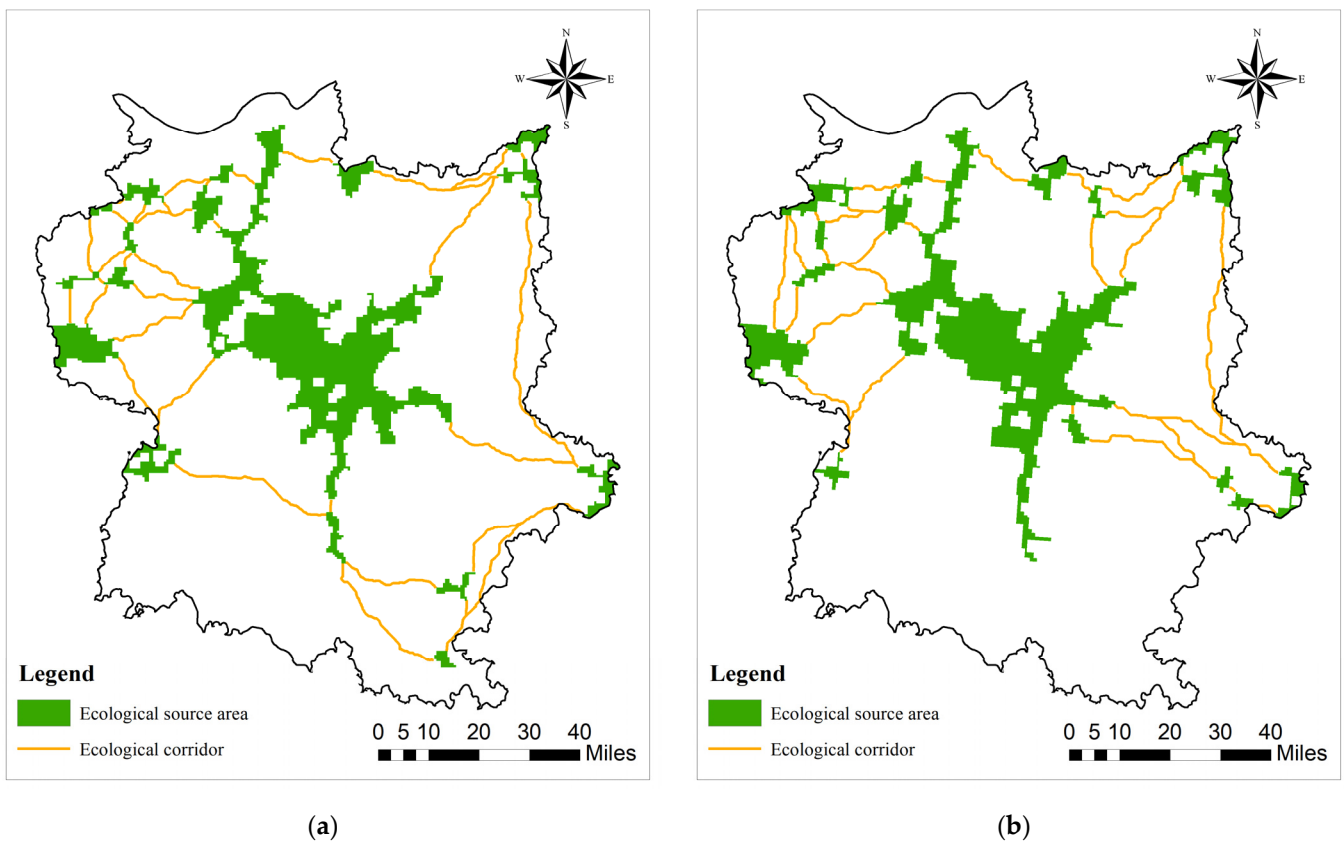 N
W E
S
Legend
Ecological source area
Ecological corridor
0 5 10 20 30 40
Miles
(a)
N
W E
S
Legend
Ecological source area
Ecological corridor
0 5 10 20 30 40
Miles
(b)